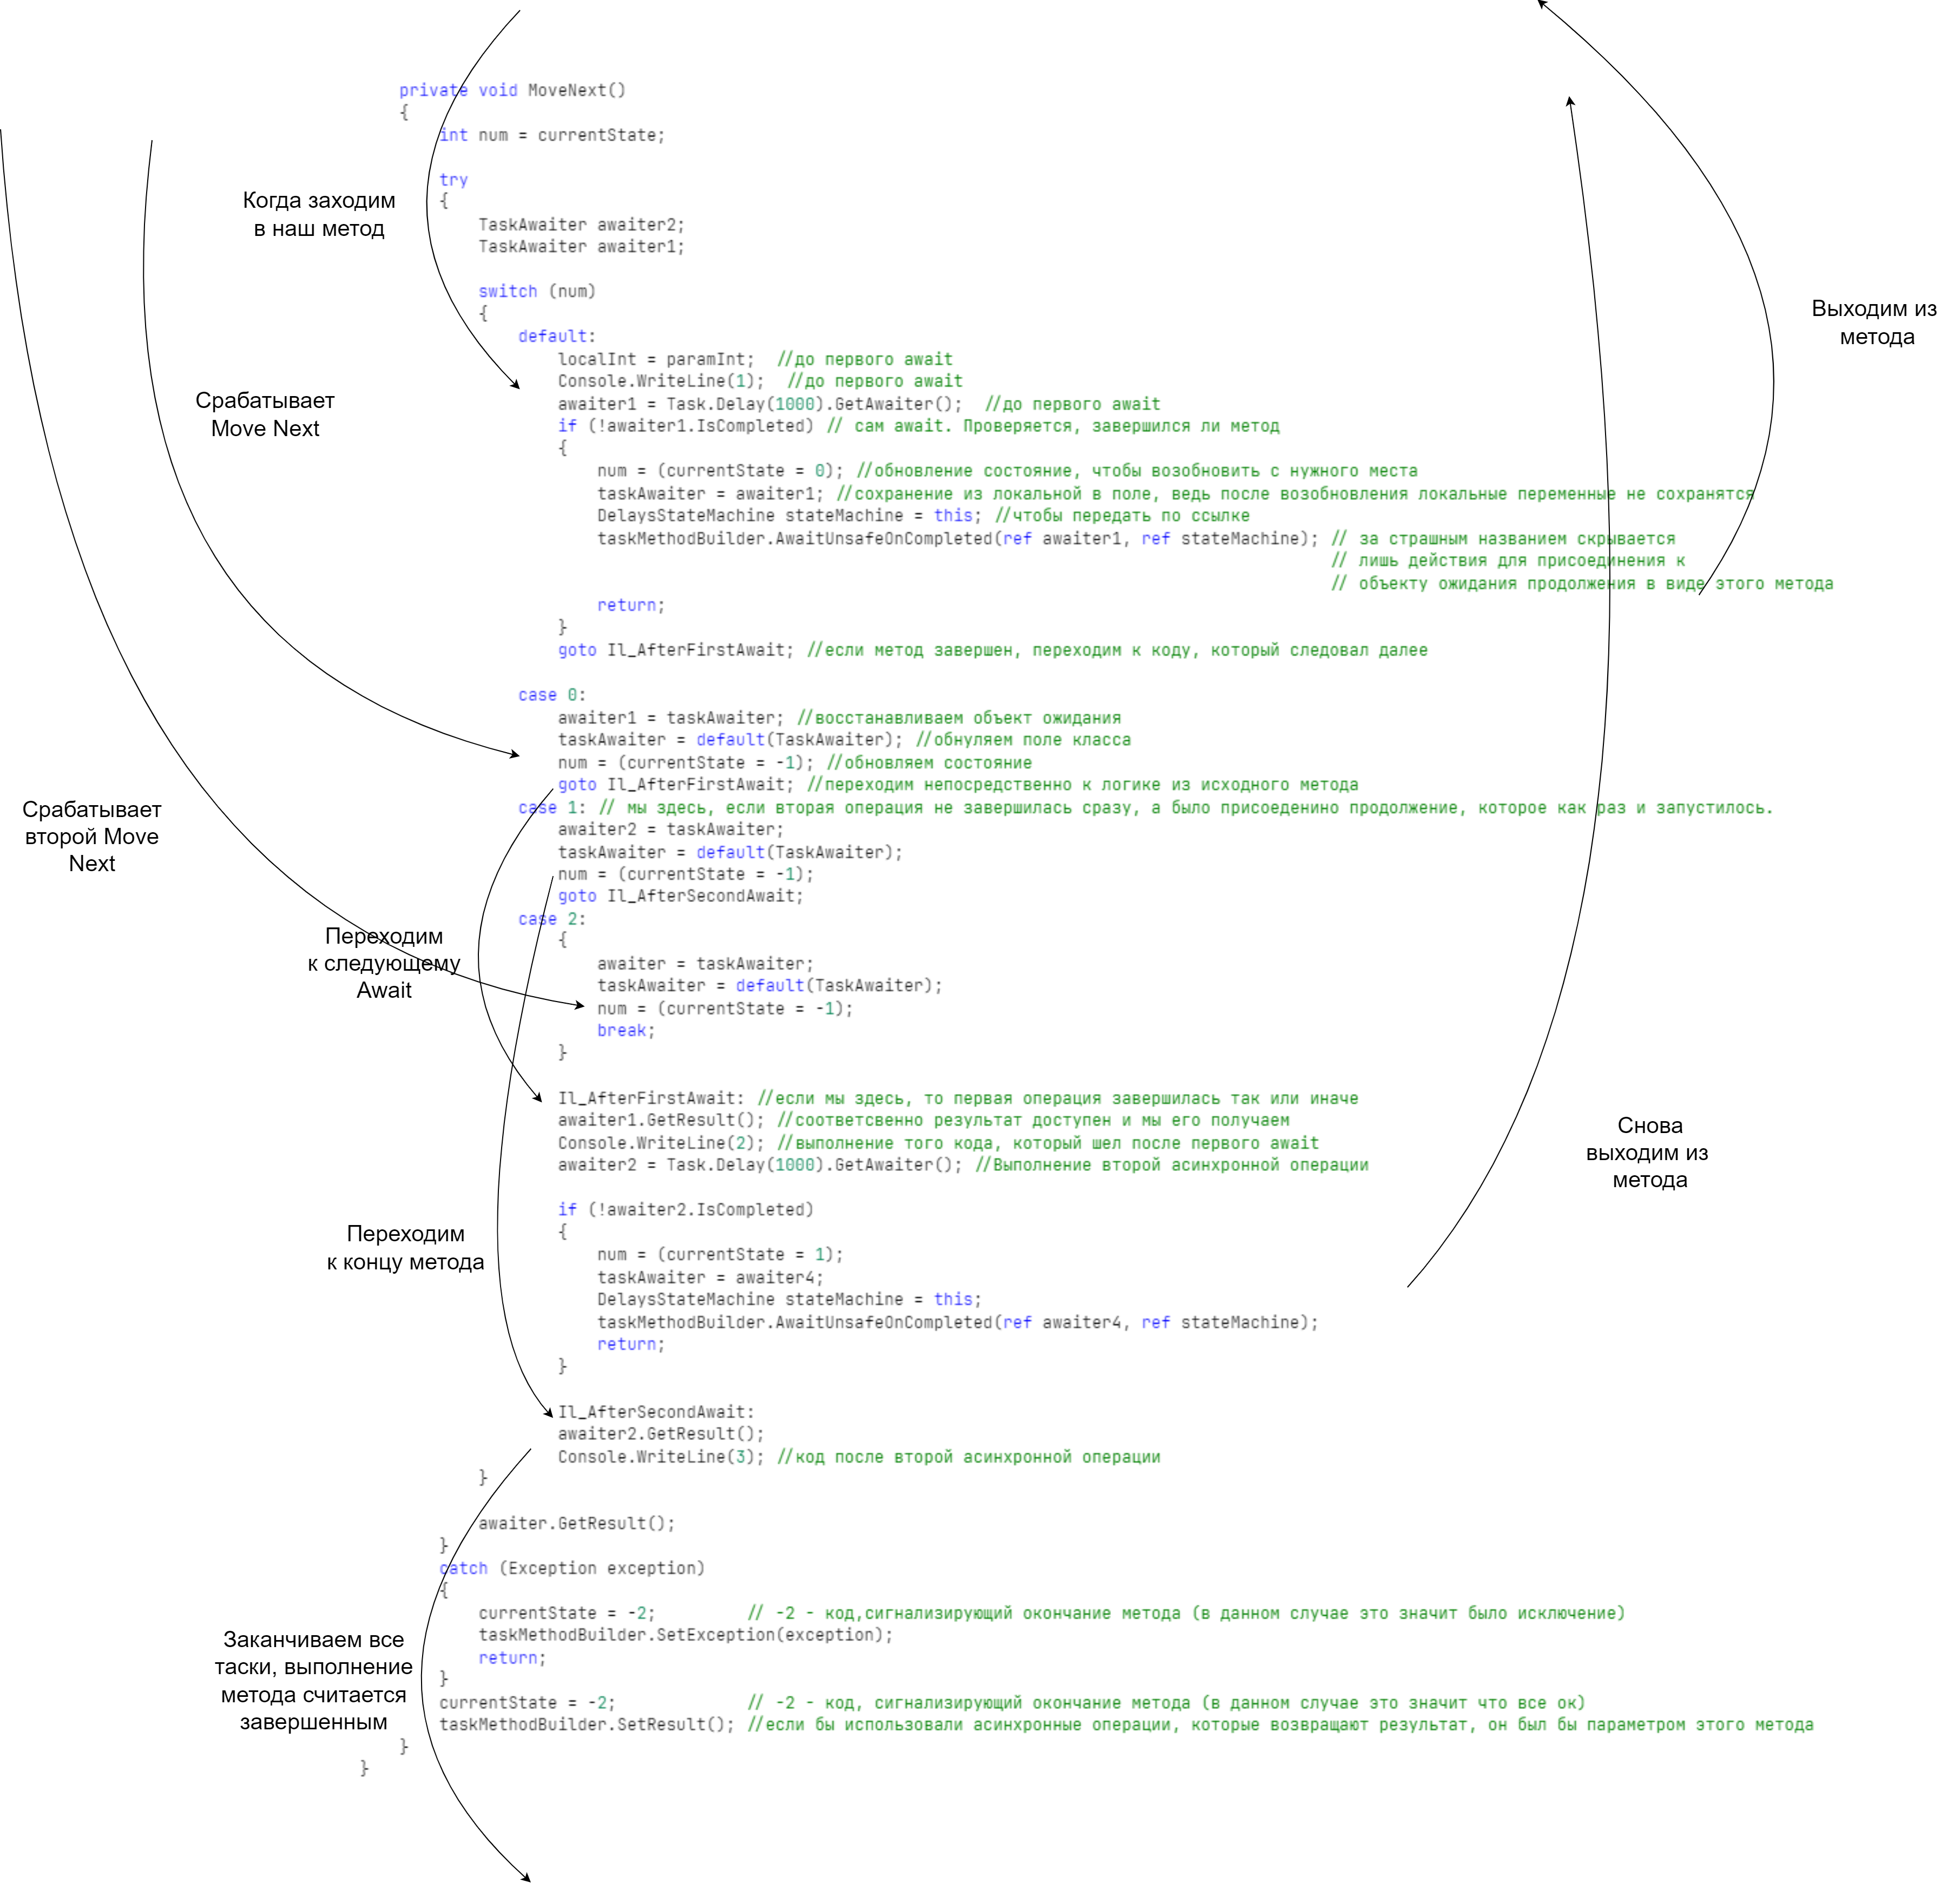 private void MoveNext()
{
int num = currentState;
try
{
Когда заходим
в наш метод
TaskAwaiter awaiter2;
TaskAwaiter awaiter1;
switch (num)
{
Выходим из
метода
default:
localInt = paramInt;  //до первого await
Console.WriteLine(1);  //до первого await
Срабатывает
Move Next
awaiter1 = Task.Delay(1000).GetAwaiter();  //до первого await
if (!awaiter1.IsCompleted) // сам await. Проверяется, завершился ли метод
{
num = (currentState = 0); //обновление состояние, чтобы возобновить с нужного места
taskAwaiter = awaiter1; //сохранение из локальной в поле, ведь после возобновления локальные переменные не сохранятся
DelaysStateMachine stateMachine = this; //чтобы передать по ссылке
taskMethodBuilder.AwaitUnsafeOnCompleted(ref awaiter1, ref stateMachine); // за страшным названием скрывается
// лишь действия для присоединения к
// объекту ожидания продолжения в виде этого метода
return;
}
goto Il_AfterFirstAwait; //если метод завершен, переходим к коду, который следовал далее
case 0:
awaiter1 = taskAwaiter; //восстанавливаем объект ожидания
taskAwaiter = default(TaskAwaiter); //обнуляем поле класса
num = (currentState = -1); //обновляем состояние
goto Il_AfterFirstAwait; //переходим непосредственно к логике из исходного метода
case 1: // мы здесь, если вторая операция не завершилась сразу, а было присоеденино продолжение, которое как раз и запустилось.
Срабатывает
второй Move
Next
awaiter2 = taskAwaiter;
taskAwaiter = default(TaskAwaiter);
num = (currentState = -1);
goto Il_AfterSecondAwait;
case 2:
{
Переходим
к следующему
Await
awaiter = taskAwaiter;
taskAwaiter = default(TaskAwaiter);
num = (currentState = -1);
break;
}
Il_AfterFirstAwait: //если мы здесь, то первая операция завершилась так или иначе
awaiter1.GetResult(); //соответсвенно результат доступен и мы его получаем
Console.WriteLine(2); //выполнение того кода, который шел после первого await
awaiter2 = Task.Delay(1000).GetAwaiter(); //Выполнение второй асинхронной операции
Снова
выходим из
метода
if (!awaiter2.IsCompleted)
{
Переходим
к концу метода
num = (currentState = 1);
taskAwaiter = awaiter4;
DelaysStateMachine stateMachine = this;
taskMethodBuilder.AwaitUnsafeOnCompleted(ref awaiter4, ref stateMachine);
return;
}
Il_AfterSecondAwait:
awaiter2.GetResult();
Console.WriteLine(3); //код после второй асинхронной операции
}
awaiter.GetResult();
}
catch (Exception exception)
{
currentState = -2;         // -2 - код,сигнализирующий окончание метода (в данном случае это значит было исключение)
taskMethodBuilder.SetException(exception);
return;
}
Заканчиваем все
таски, выполнение
метода считается
завершенным
currentState = -2;             // -2 - код, сигнализирующий окончание метода (в данном случае это значит что все ок)
taskMethodBuilder.SetResult(); //если бы использовали асинхронные операции, которые возвращают результат, он был бы параметром этого метода
}
}